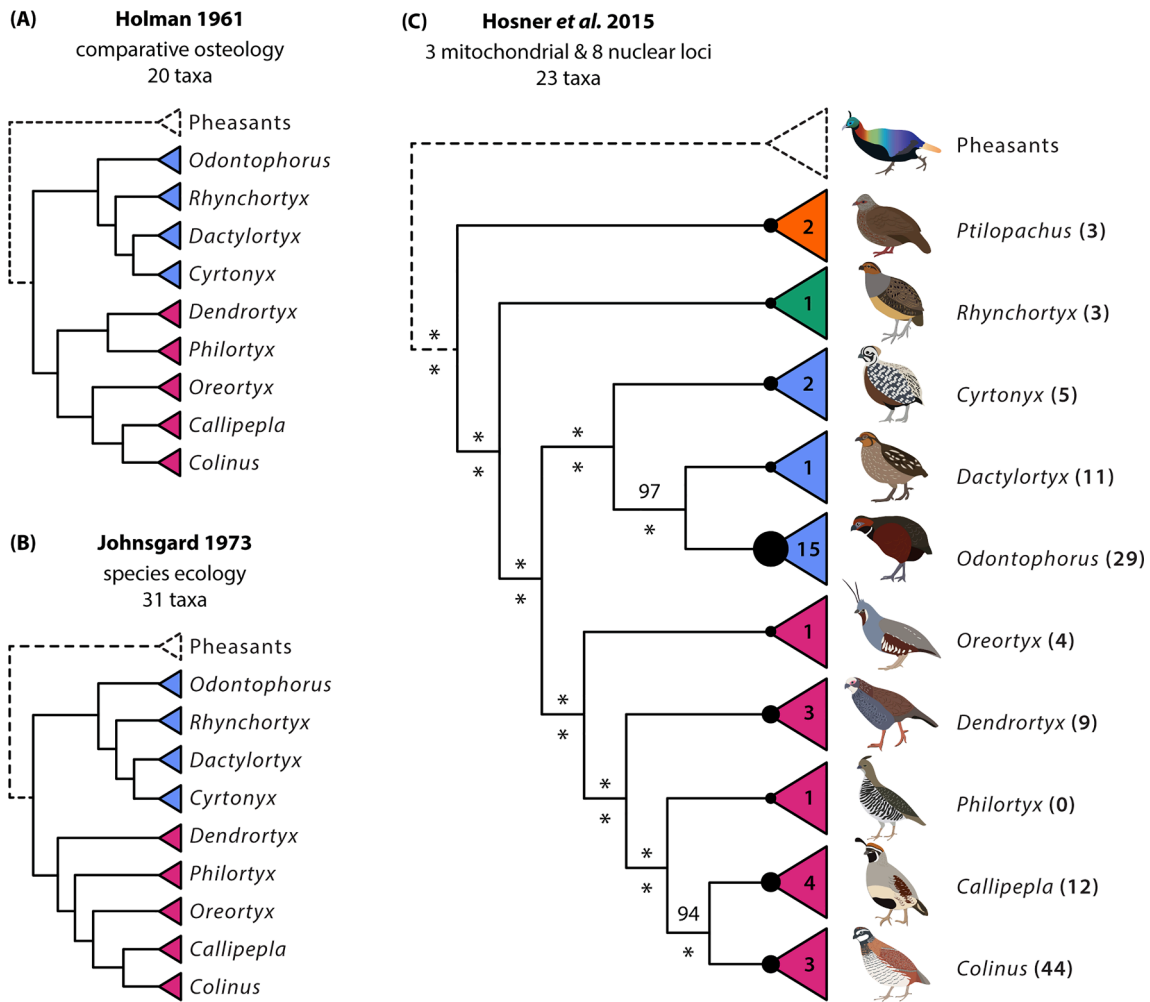 (A)
Holman 1961
comparative osteology
20 taxa
Pheasants
Odontophorus
Rhynchortyx
Dactylortyx
Cyrtonyx
Dendrortyx
Philortyx
Oreortyx
Callipepla
Colinus
(B)
Johnsgard 1973
species ecology
31 taxa
Pheasants
Odontophorus
Rhynchortyx
Dactylortyx
Cyrtonyx
Dendrortyx
Philortyx
Oreortyx
Callipepla
Colinus
(C)
Hosner et al. 2015
3 mitochondrial & 8 nuclear loci
23 taxa
Pheasants
2 Ptilopachus (3)
1 Rhynchortyx (3)
*
*
2 Cyrtonyx (5)
*
*
*
*
1 Dactylortyx (11)
97
*
15 Odontophorus (29)
*
*
1 Oreortyx (4)
*
*
3 Dendrortyx (9)
*
*
1 Philortyx (0)
*
*
4 Callipepla (12)
94
*
3 Colinus (44)